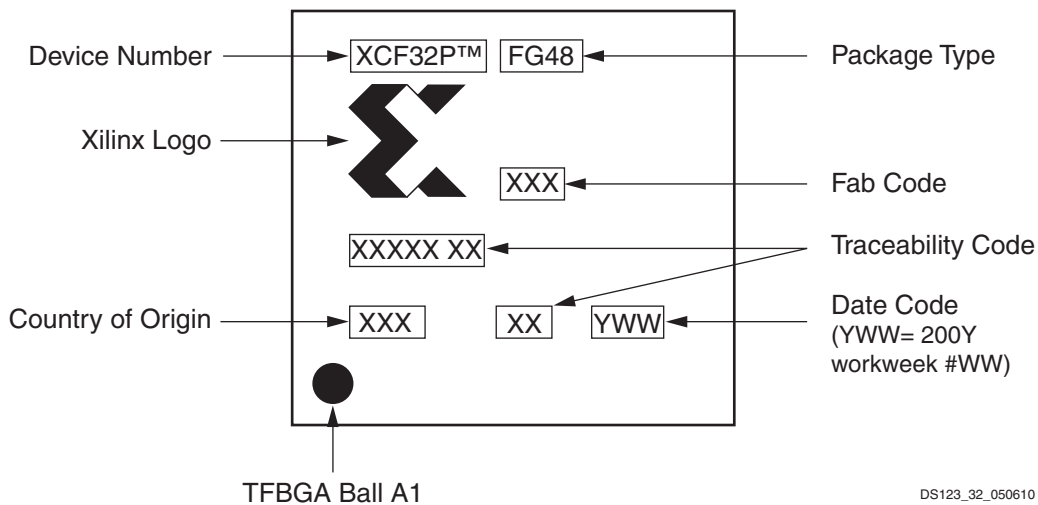 Device Number
XCF32P™
FG48
Package Type
Xilinx Logo
XXX
Fab Code
XXXXX XX
Traceability Code
Country of Origin
XXX
XX
YWW
Date Code
(YWW= 200Y
workweek #WW)
TFBGA Ball A1
DS123_32_050610